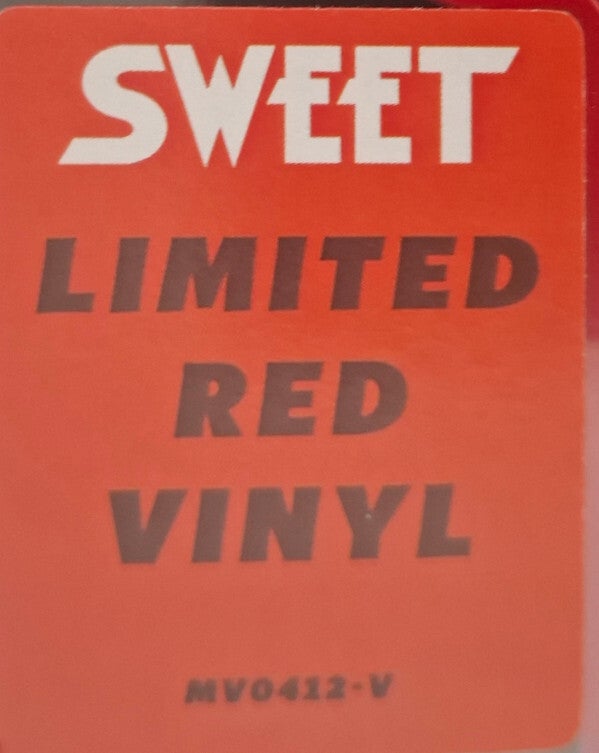 SWEET
LIMITED
RED
VINYL
MV0412-V